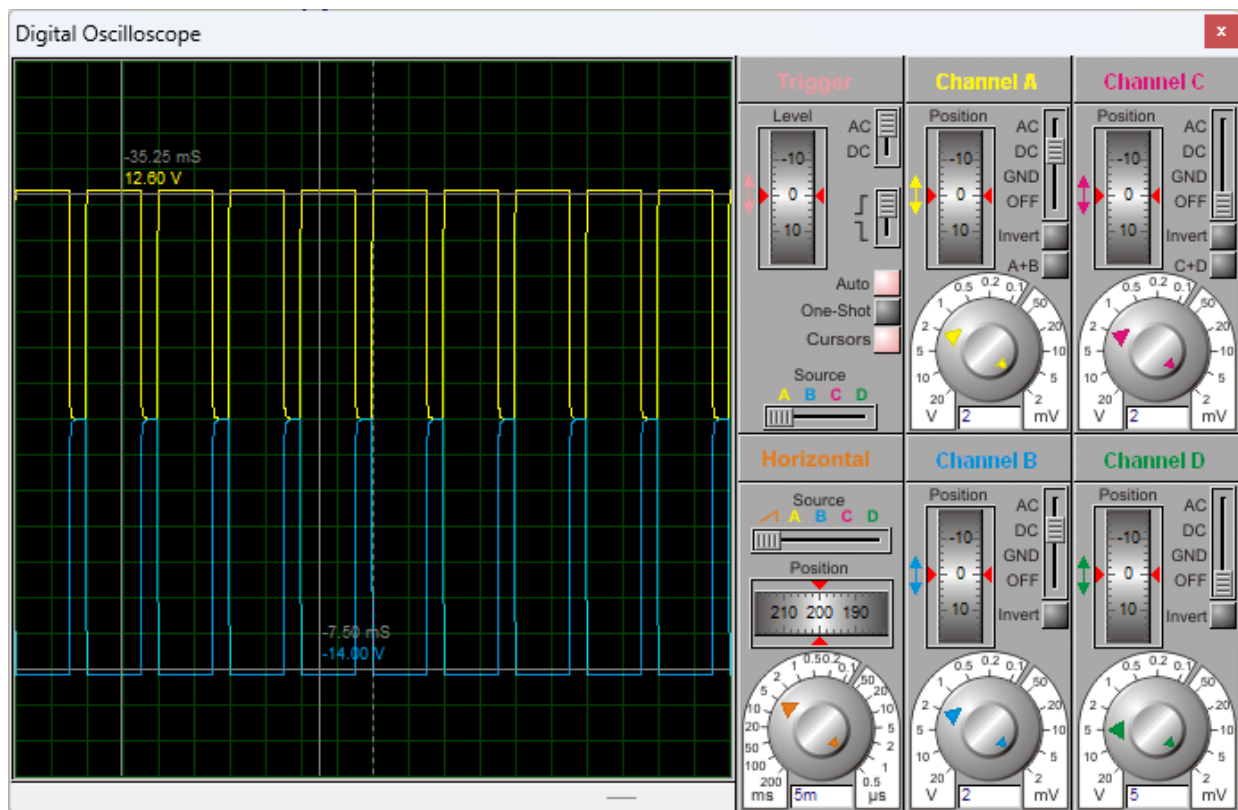 Digital Oscilloscope
x
-35.25 mS
12.60 V
-7.50 mS
-14.00 V
Trigger
Level
-10
0
10
AC
DC
Auto
One-Shot
Cursors
Source
A B C D
Channel A
Position
-10
0
10
AC
DC
GND
OFF
Invert
A+B
20
10
5
2
1
0.5
0.2
0.1
50
20
10
5
2
V
2
mV
Channel C
Position
-10
0
10
AC
DC
GND
OFF
Invert
C+D
20
10
5
2
1
0.5
0.2
0.1
50
20
10
5
2
V
2
mV
Horizontal
Source
A B C D
Position
210 200 190
200
100
50
20
10
5
2
1
0.5
0.2
0.1
50
20
10
5
2
1
0.5
ms
5m
µs
Channel B
Position
-10
0
10
AC
DC
GND
OFF
Invert
20
10
5
2
1
0.5
0.2
0.1
50
20
10
5
2
V
2
mV
Channel D
Position
-10
0
10
AC
DC
GND
OFF
Invert
20
10
5
2
1
0.5
0.2
0.1
50
20
10
5
2
V
5
mV